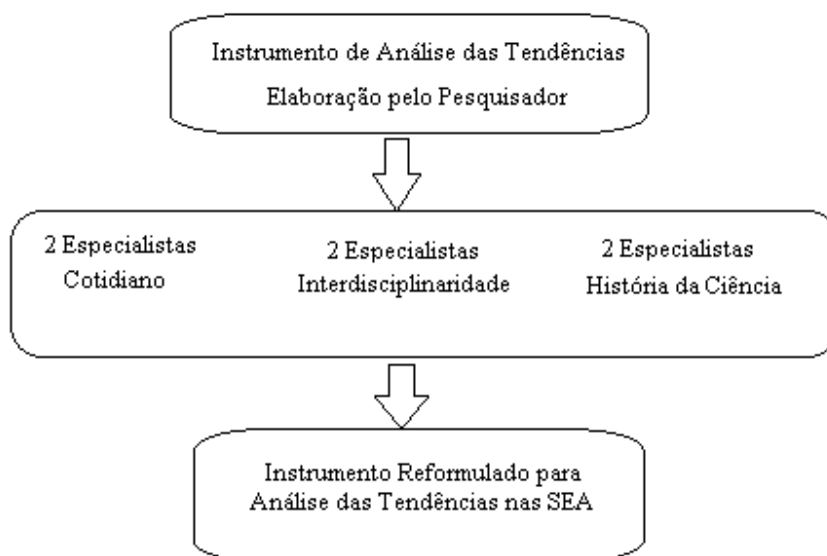 Instrumento de Análise das Tendências
Elaboração pelo Pesquisador
2 Especialistas
Cotidiano
2 Especialistas
Interdisciplinaridade
2 Especialistas
História da Ciência
Instrumento Reformulado para
Análise das Tendências nas SEA